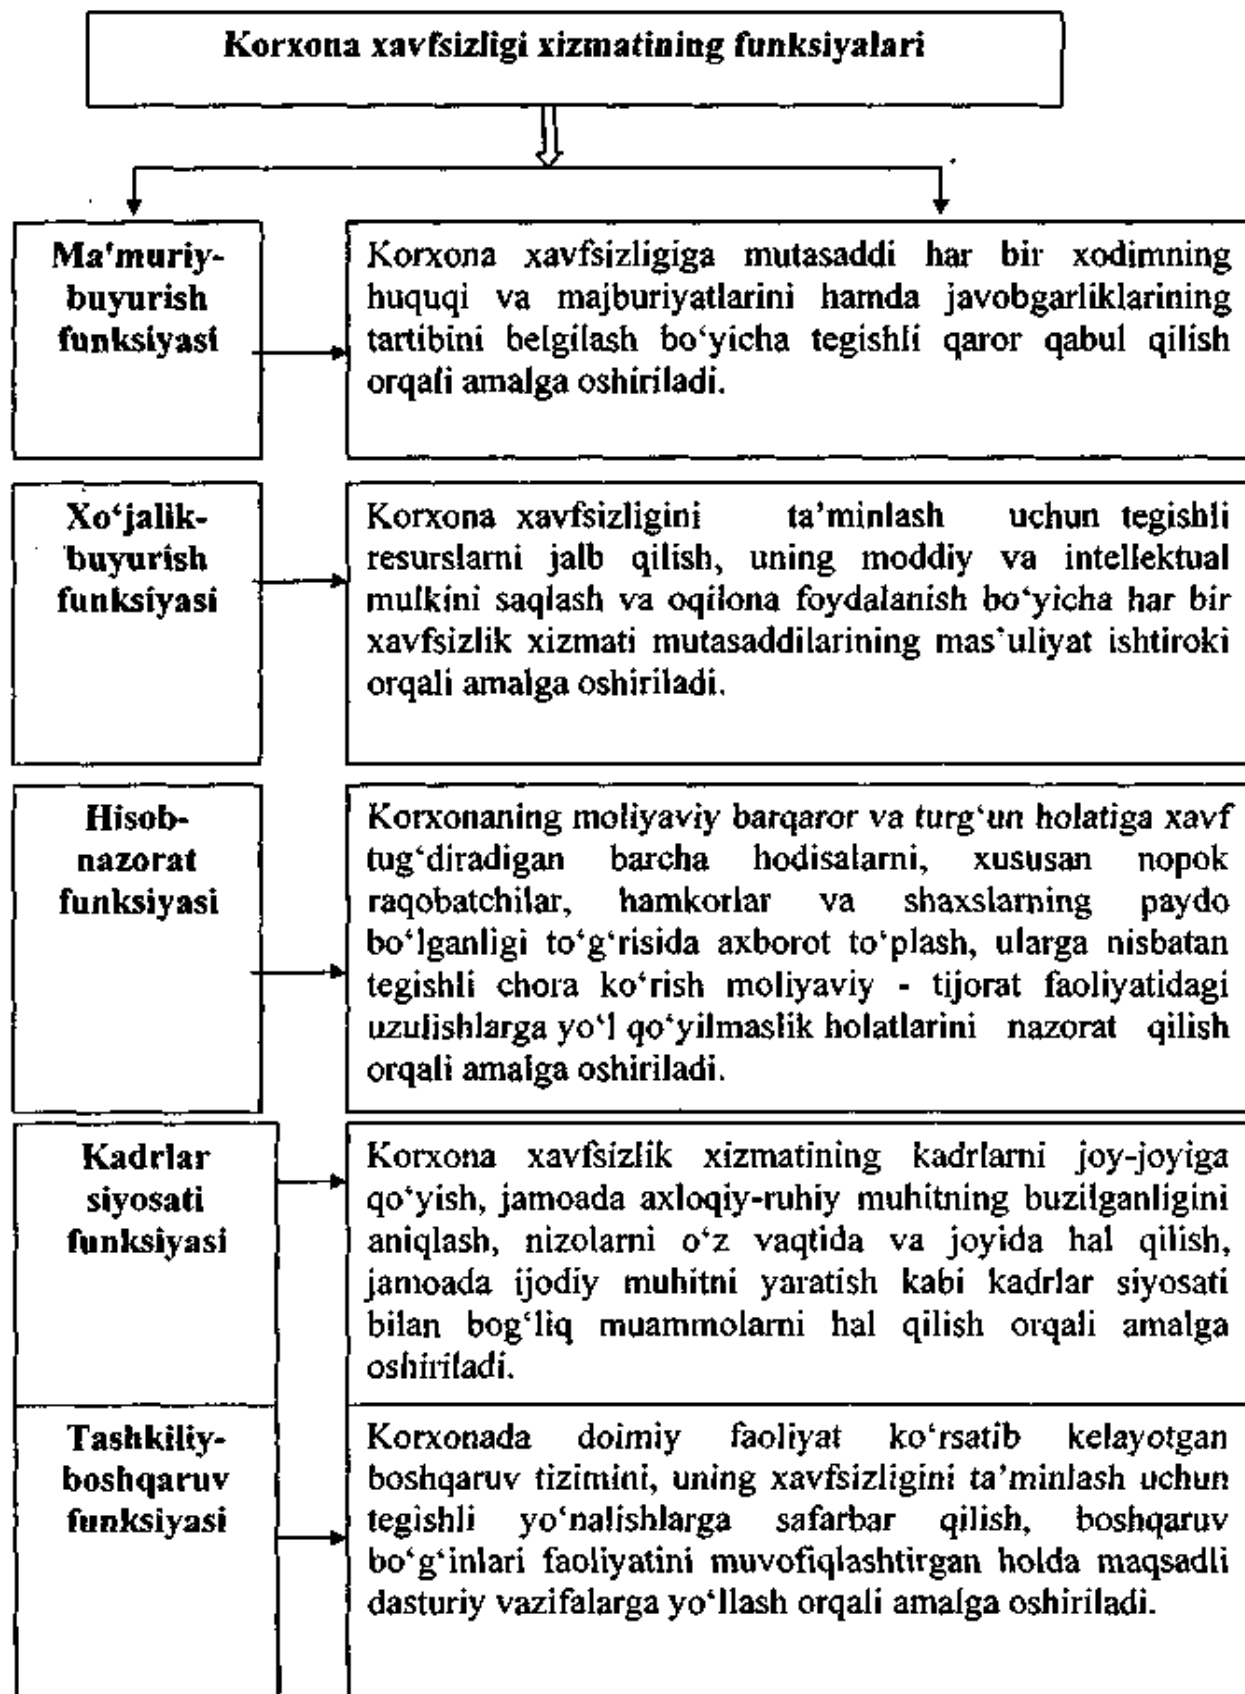 Korxona xavfsizligi xizmatining funksiyalari
Ma'muriy-
buyurish
funksiyasi
Korxona xavfsizligiga mutasaddi har bir xodimning
huquqi va majburiyatlarini hamda javobgarliklarining
tartibini belgilash bo‘yicha tegishli qaror qabul qilish
orqali amalga oshiriladi.
Xo‘jalik-
buyurish
funksiyasi
Korxona xavfsizligini ta’minlash uchun tegishli
resurslarni jalb qilish, uning moddiy va intellektual
mulkini saqlash va oqilona foydalanish bo‘yicha har bir
xavfsizlik xizmati mutasaddilarining mas’uliyat ishtiroki
orqali amalga oshiriladi.
Hisob-
nazorat
funksiyasi
Korxonaning moliyaviy barqaror va turg‘un holatiga xavf
tug‘diradigan barcha hodisalarni, xususan nopok
raqobatchilar, hamkorlar va shaxslarning paydo
bo‘lganligi to‘g‘risida axborot to‘plash, ularga nisbatan
tegishli chora ko‘rish moliyaviy - tijorat faoliyatidagi
uzulishlarga yo‘l qo‘yilmaslik holatlarini nazorat qilish
orqali amalga oshiriladi.
Kadrlar
siyosati
funksiyasi
Korxona xavfsizlik xizmatining kadrlarni joy-joyiga
qo‘yish, jamoada axloqiy-ruhiy muhitning buzilganligini
aniqlash, nizolarni o‘z vaqtida va joyida hal qilish,
jamoada ijodiy muhitni yaratish kabi kadrlar siyosati
bilan bog‘liq muammolarni hal qilish orqali amalga
oshiriladi.
Tashkiliy-
boshqaruv
funksiyasi
Korxonada doimiy faoliyat ko‘rsatib kelayotgan
boshqaruv tizimini, uning xavfsizligini ta’minlash uchun
tegishli yo‘nalishlarga safarbar qilish, boshqaruv
bo‘g‘inlari faoliyatini muvofiqlashtirgan holda maqsadli
dasturiy vazifalarga yo‘llash orqali amalga oshiriladi.